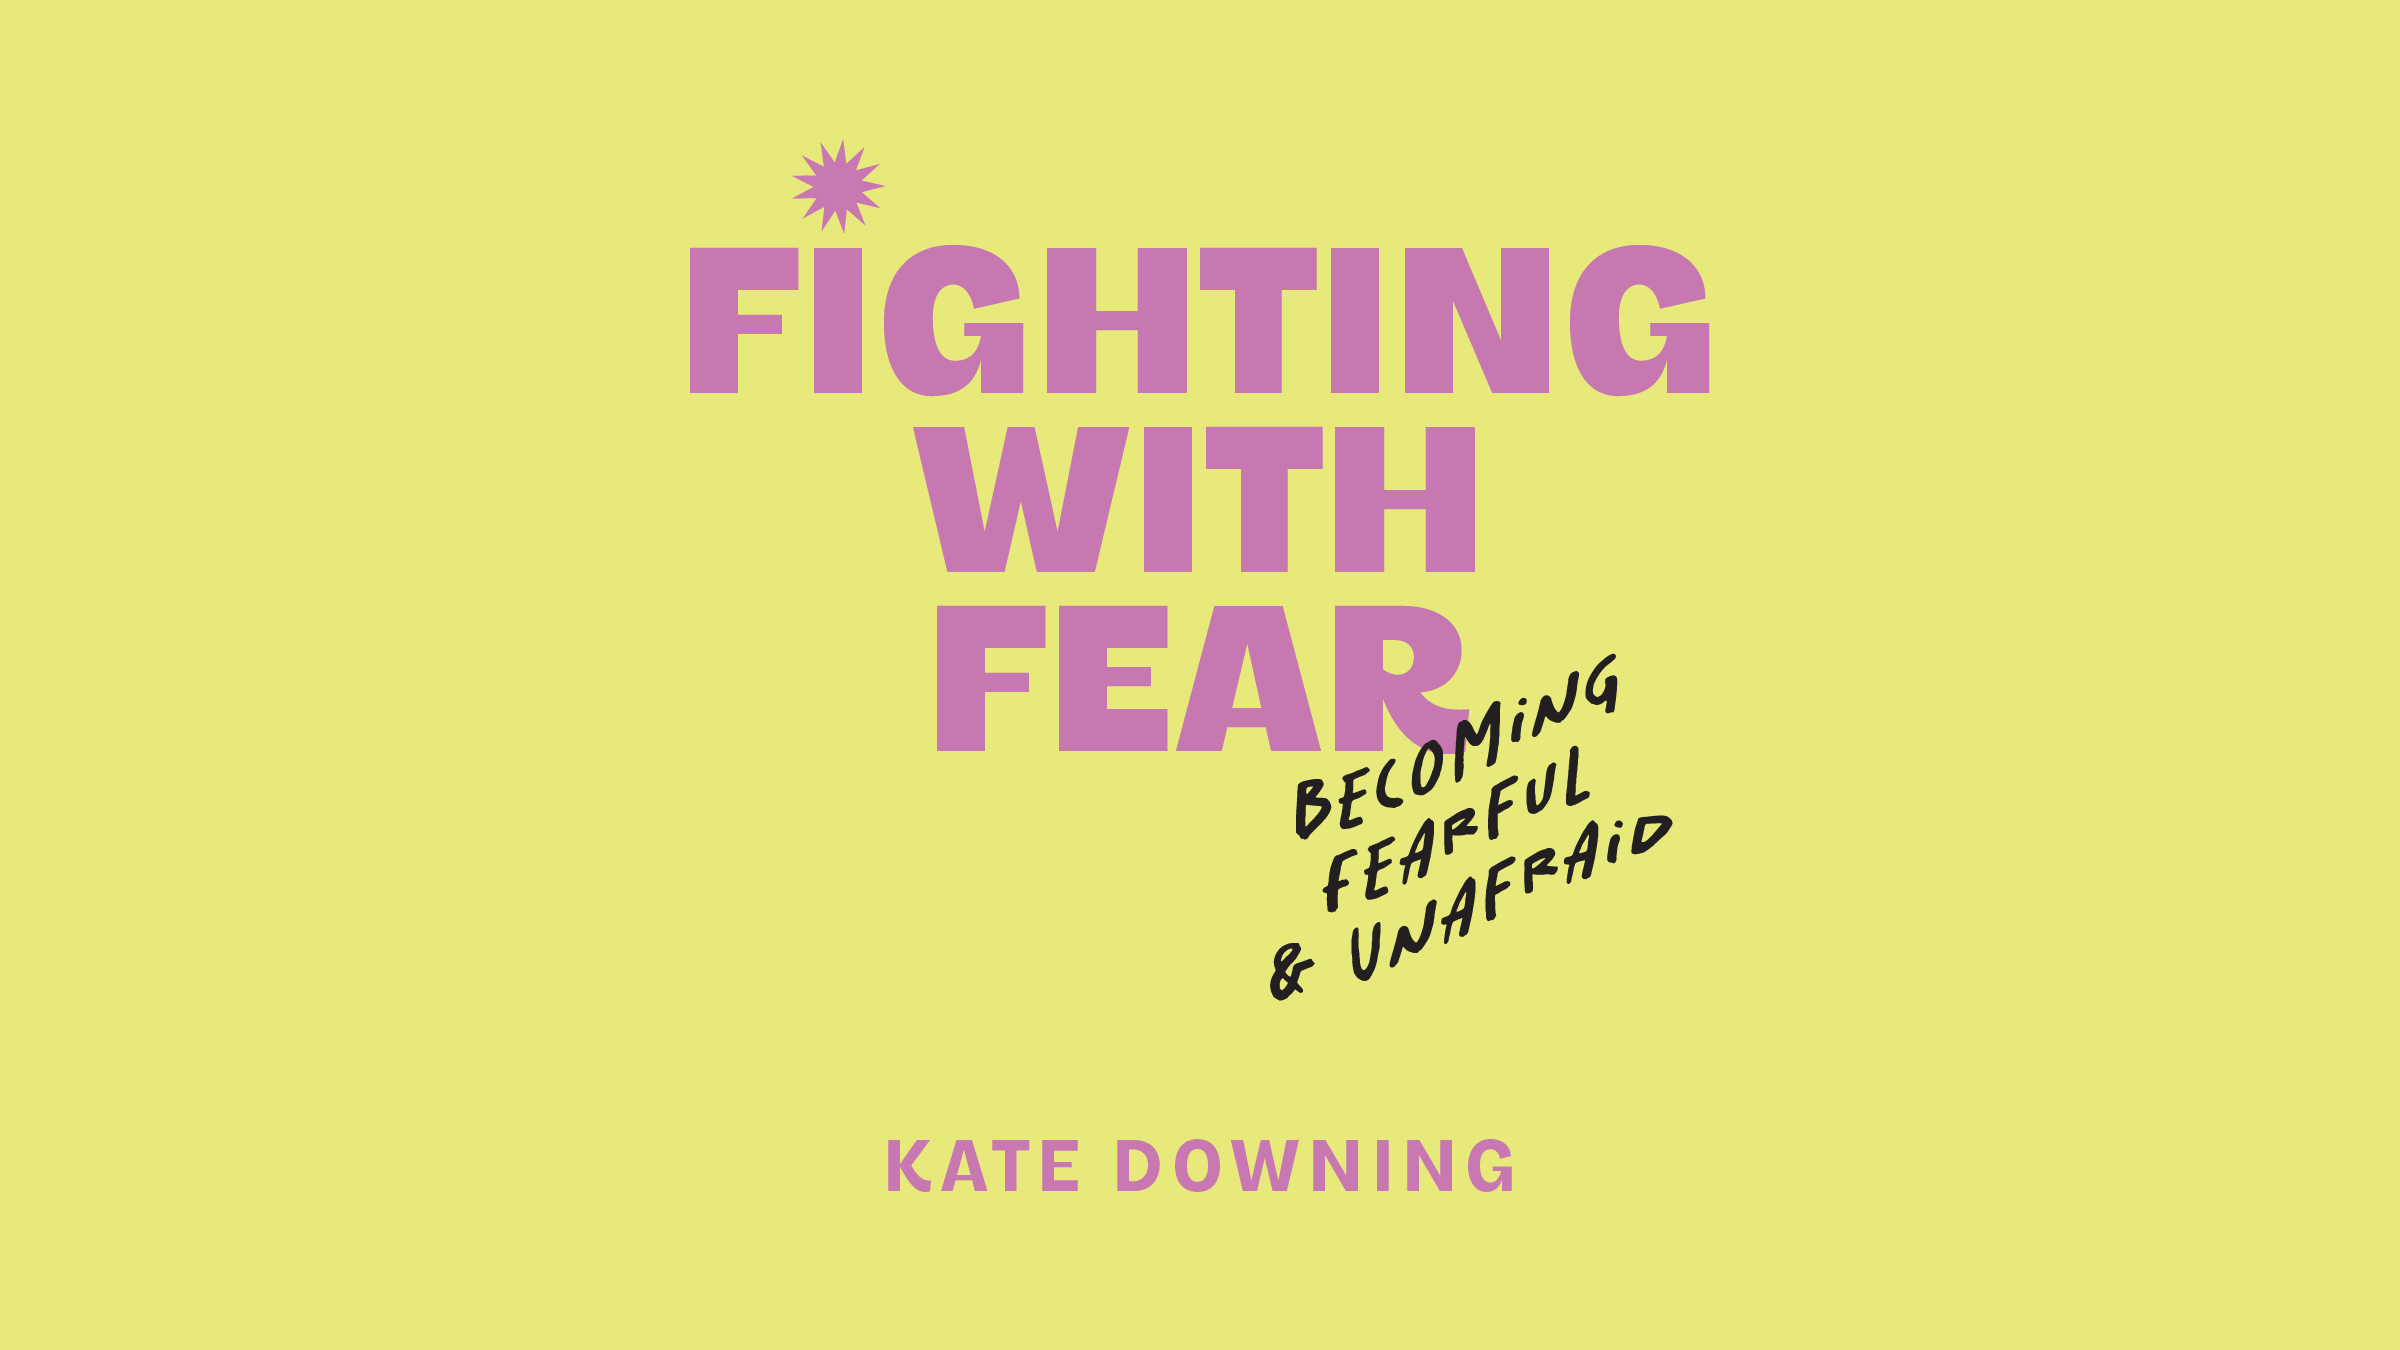 FIGHTING
WITH
FEAR
BECOMING
FEARFUL
& UNAFRAID
KATE DOWNING